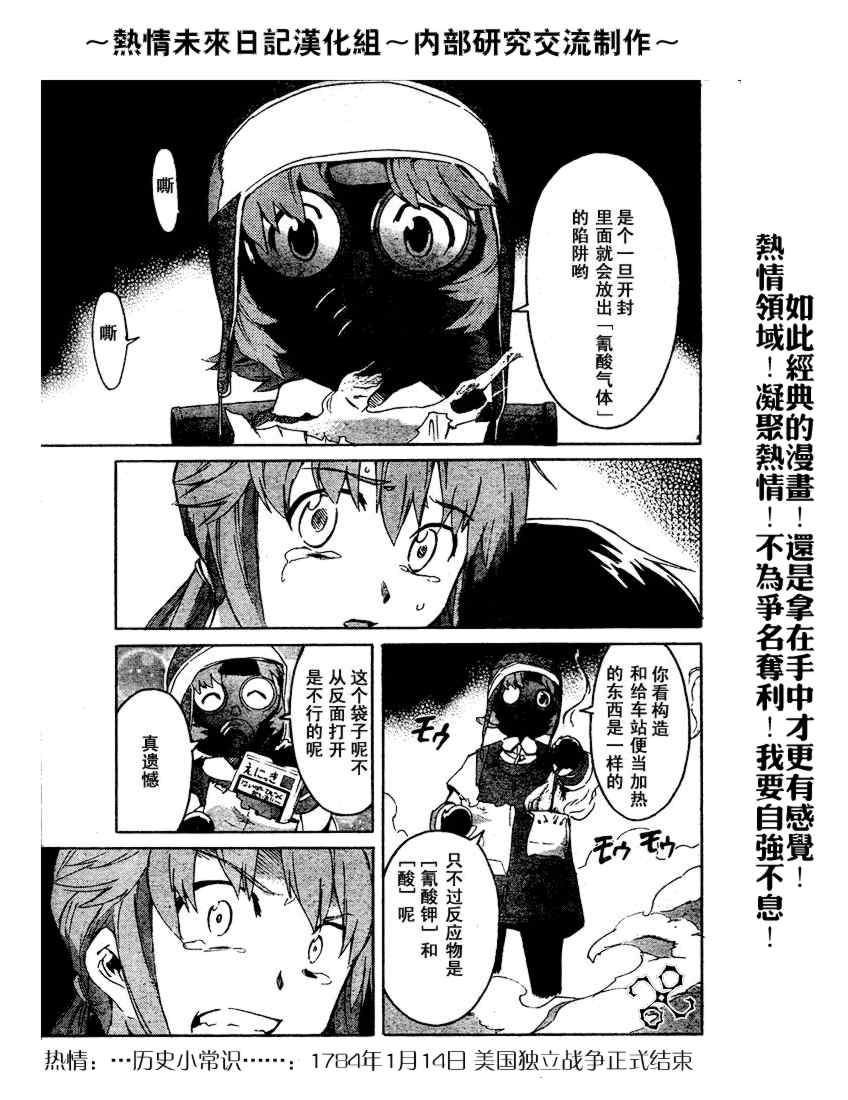 ～熱情未來日記漢化組～内部研究交流制作～
是个一旦开封
里面就会放出「氰酸气体」
的陷阱哟
嘶
嘶
你看构造
和给车站便当加热
的东西是一样的
モゥ
モゥ モゥ
只不过反应物是
［氰酸钾］和
［酸］呢
这个袋子呢不
从反面打开
是不行的呢
真遗憾
えにっき
如此經典的漫畫！還是拿在手中才更有感覺！
熱情領域！凝聚熱情！不為爭名奪利！我要自強不息！
热情：…历史小常识……：1784年1月14日 美国独立战争正式结束